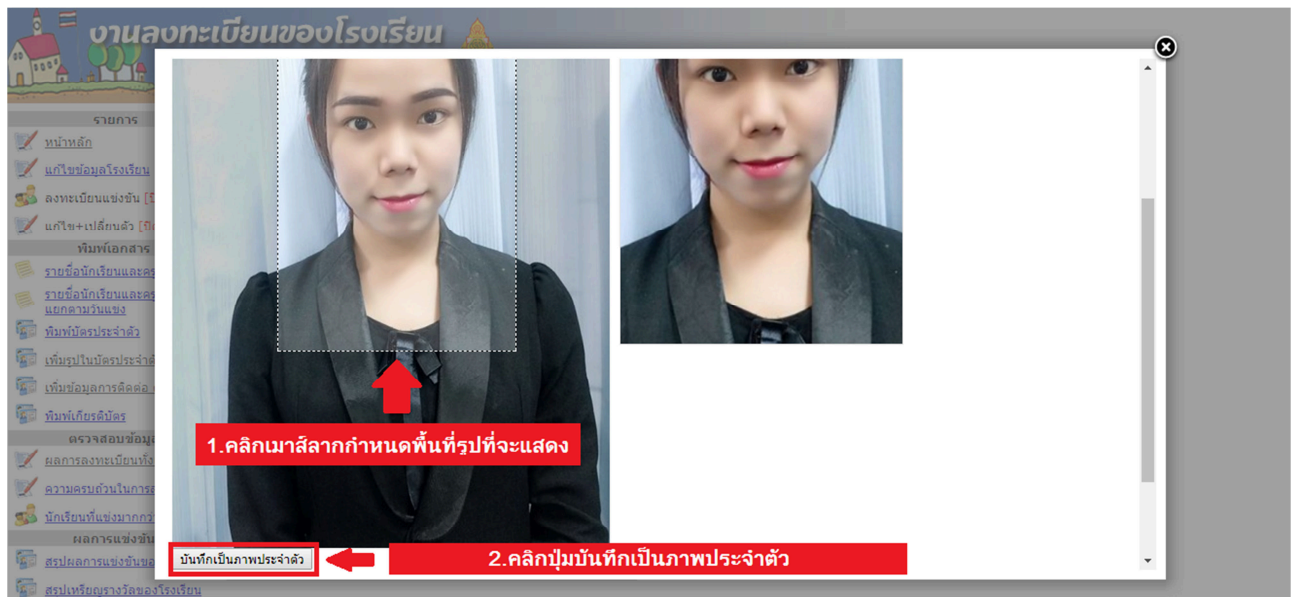 งานลงทะเบียนของโรงเรียน
รายการ
หน้าหลัก
แก้ไขข้อมูลโรงเรียน
ลงทะเบียนแข่งขัน
แก้ไข+เปลี่ยนตัว
พิมพ์เอกสาร
รายชื่อนักเรียนและครู
รายชื่อนักเรียนและครู
แยกตามวันแข่ง
พิมพ์บัตรประจำตัว
เพิ่มรูปในบัตรประจำตัว
เพิ่มข้อมูลการติดต่อ
พิมพ์เกียรติบัตร
ตรวจสอบข้อมูล
ผลการลงทะเบียนทั้ง
ความครบถ้วนในการ
นักเรียนที่แข่งมากกว่า
ผลการแข่งขัน
สรุปผลการแข่งขันของ
สรุปเหรียญรางวัลของโรงเรียน
1.คลิกเมาส์ลากกำหนดพื้นที่รูปที่จะแสดง
บันทึกเป็นภาพประจำตัว
2.คลิกปุ่มบันทึกเป็นภาพประจำตัว